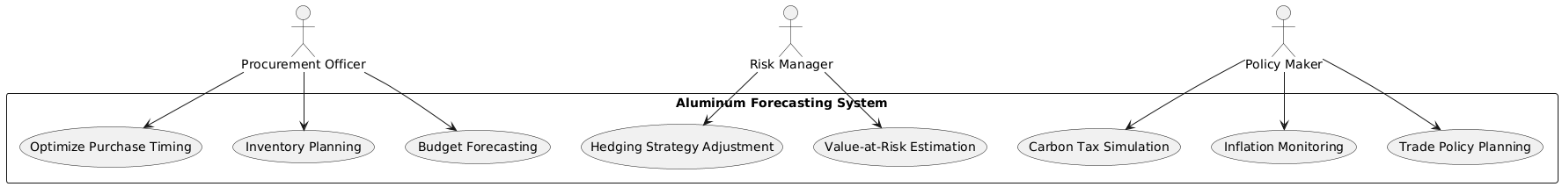 Procurement Officer
Risk Manager
Policy Maker
Aluminum Forecasting System
Optimize Purchase Timing
Inventory Planning
Budget Forecasting
Hedging Strategy Adjustment
Value-at-Risk Estimation
Carbon Tax Simulation
Inflation Monitoring
Trade Policy Planning